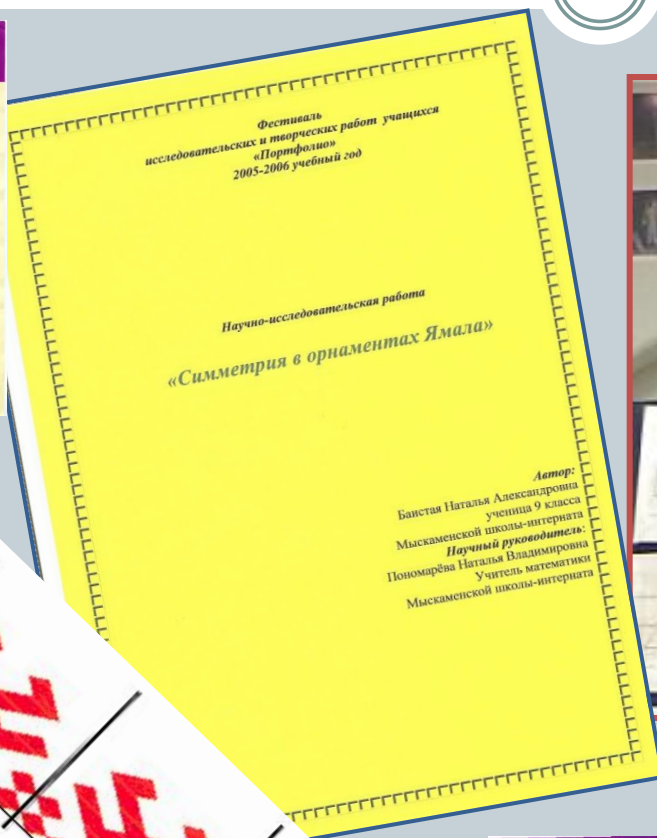 Фестиваль
исследовательских и творческих работ учащихся
«Портфолио»
2005-2006 учебный год
Научно-исследовательская работа
«Симметрия в орнаментах Ямала»
Автор:
Баистая Наталья Александровна
ученица 9 класса
Мыскаменской школы-интерната
Научный руководитель:
Пономарёва Наталья Владимировна
Учитель математики
Мыскаменской школы-интерната